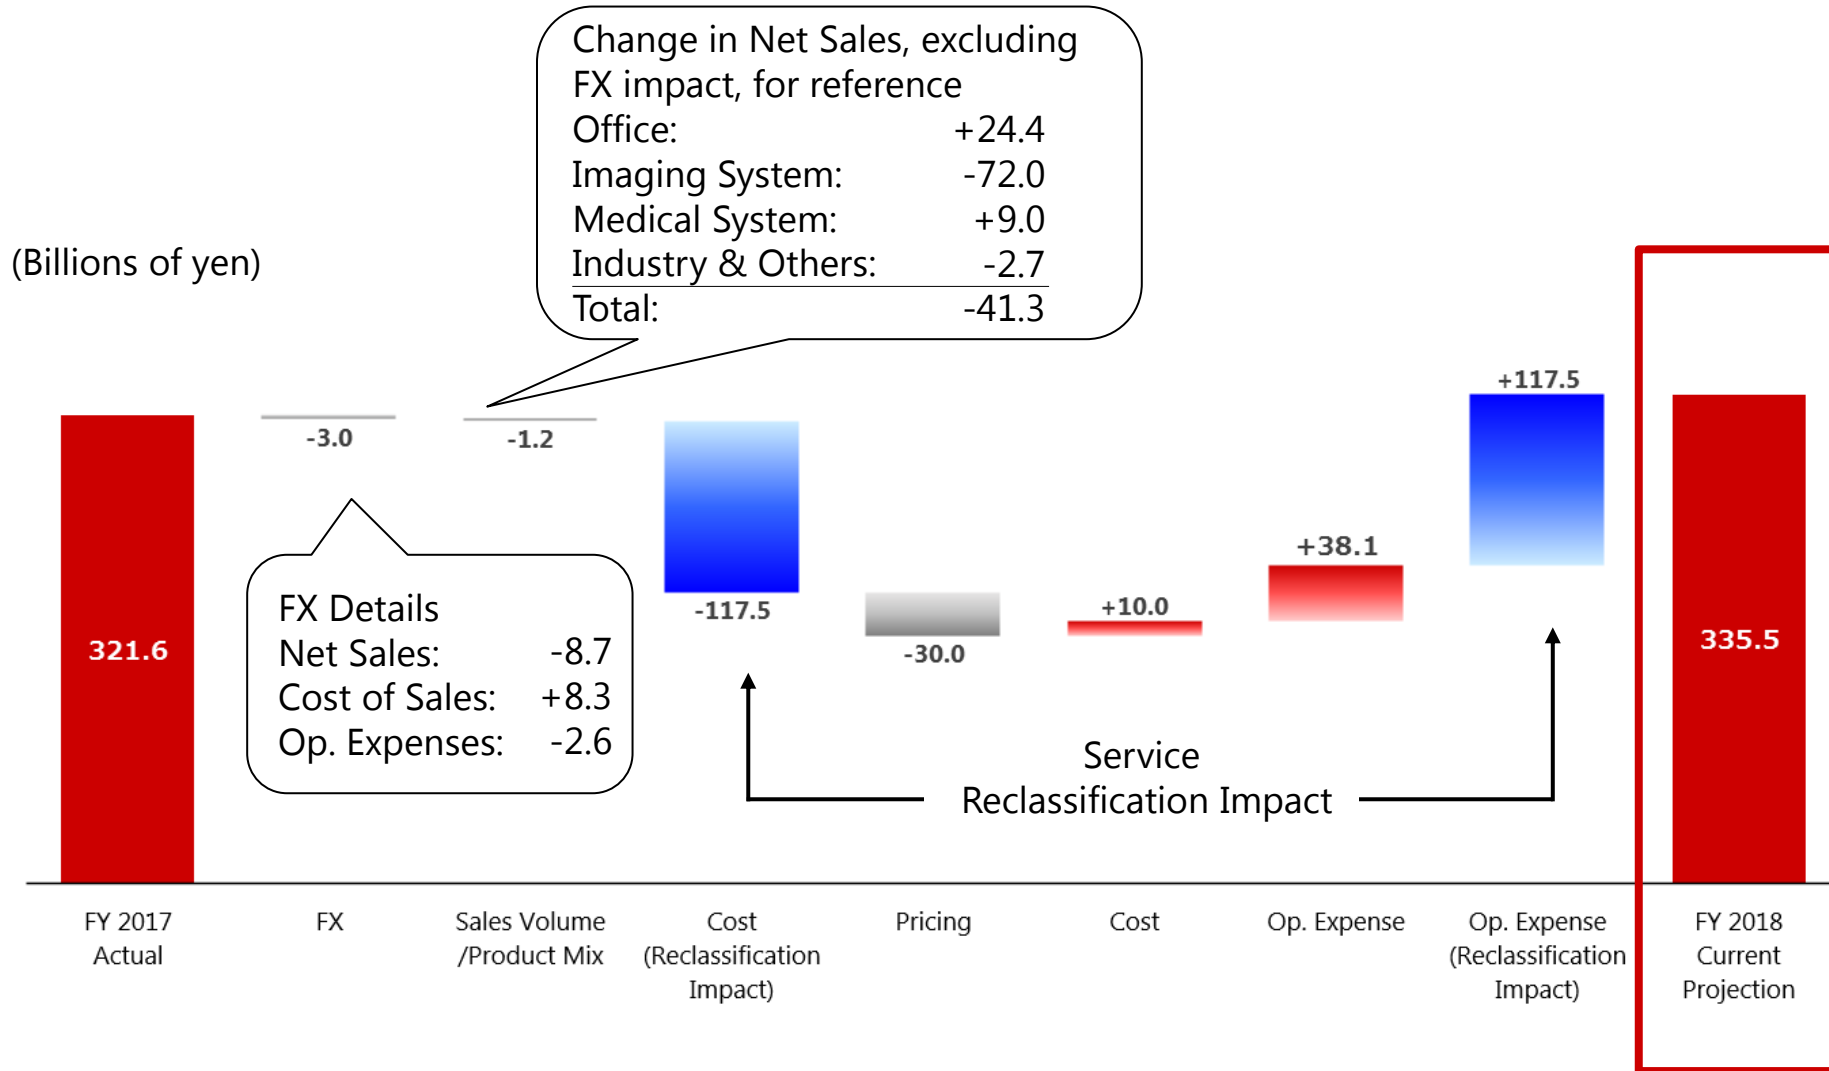 Change in Net Sales, excluding
FX impact, for reference
Office: +24.4
Imaging System: -72.0
Medical System: +9.0
Industry & Others: -2.7
Total: -41.3
(Billions of yen)
+117.5
-3.0
-1.2
+38.1
FX Details
Net Sales: -8.7
Cost of Sales: +8.3
Op. Expenses: -2.6
-117.5
+10.0
-30.0
321.6
335.5
Service
Reclassification Impact
FY 2017
Actual
FX
Sales Volume
/Product Mix
Cost
(Reclassification
Impact)
Pricing
Cost
Op. Expense
Op. Expense
(Reclassification
Impact)
FY 2018
Current
Projection